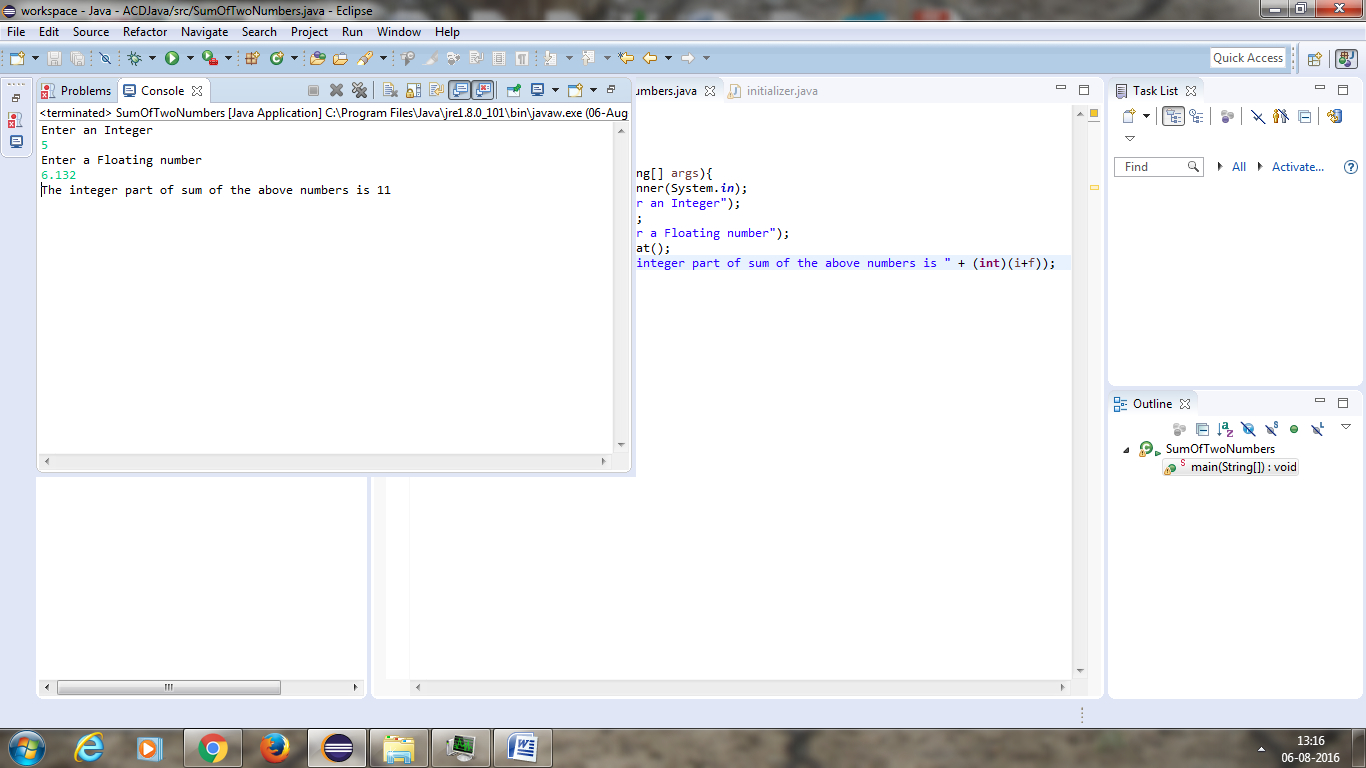 workspace - Java - ACDJava/src/SumOfTwoNumbers.java - Eclipse
File Edit Source Refactor Navigate Search Project Run Window Help
Quick Access
Problems Console
<terminated> SumOfTwoNumbers [Java Application] C:\Program Files\Java\jre1.8.0_101\bin\javaw.exe (06-Aug
Enter an Integer
5
Enter a Floating number
6.132
The integer part of sum of the above numbers is 11
umbers.java initializer.java
ng[] args){
nner(System.in);
r an Integer");
;
r a Floating number");
at();
integer part of sum of the above numbers is " + (int)(i+f));
Task List
Find All Activate...
Outline
SumOfTwoNumbers
main(String[]) : void
13:16
06-08-2016